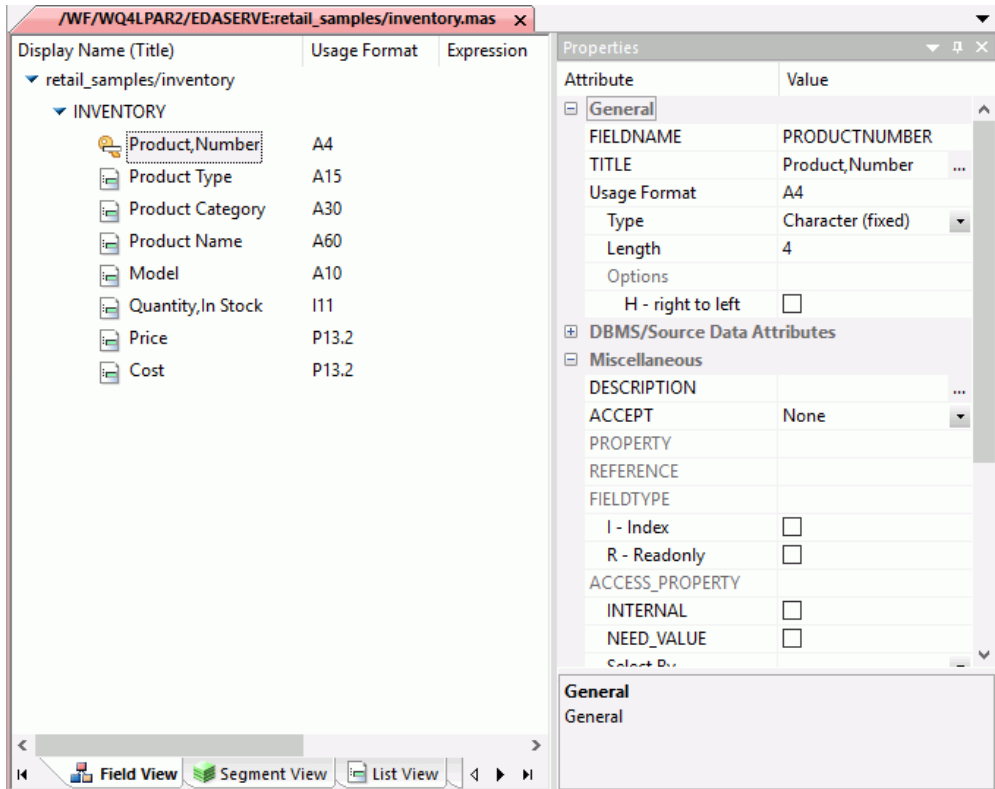 /WF/WQ4LPAR2/EDASERVE:retail_samples/inventory.mas
Display Name (Title) Usage Format Expression
retail_samples/inventory
INVENTORY
Product,Number A4
Product Type A15
Product Category A30
Product Name A60
Model A10
Quantity,In Stock I11
Price P13.2
Cost P13.2
Field View Segment View List View
Properties
Attribute Value
General
FIELDNAME PRODUCTNUMBER
TITLE Product,Number ...
Usage Format A4
Type Character (fixed)
Length 4
Options
H - right to left
DBMS/Source Data Attributes
Miscellaneous
DESCRIPTION ...
ACCEPT None
PROPERTY
REFERENCE
FIELDTYPE
I - Index
R - Readonly
ACCESS_PROPERTY
INTERNAL
NEED_VALUE
Select By
General
General